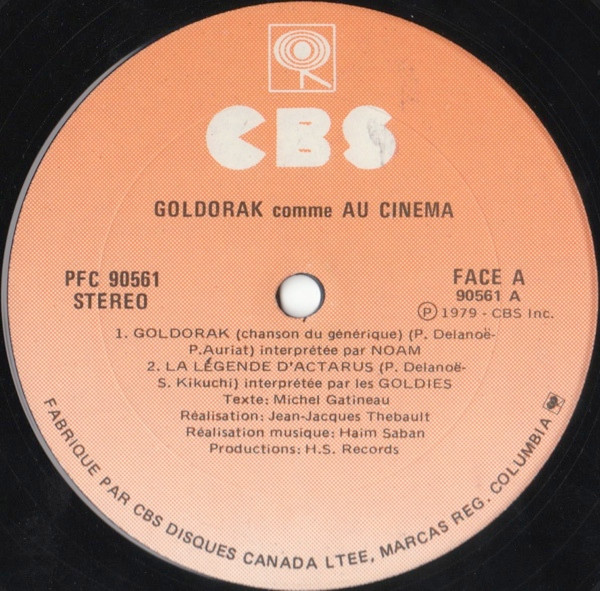 CBS
GOLDORAK comme AU CINEMA
PFC 90561
STEREO
FACE A
90561 A
Ⓟ 1979 - CBS Inc.
1. GOLDORAK (chanson du générique) (P. Delanoë-
P.Auriat) interprétée par NOAM
2. LA LÉGENDE D'ACTARUS (P. Delanoë-
S. Kikuchi) interprétée par les GOLDIES
Texte: Michel Gatineau
Réalisation: Jean-Jacques Thebault
Réalisation musique: Haim Saban
Productions: H.S. Records
FABRIQUE PAR CBS DISQUES CANADA LTEE, MARCAS REG. COLUMBIA